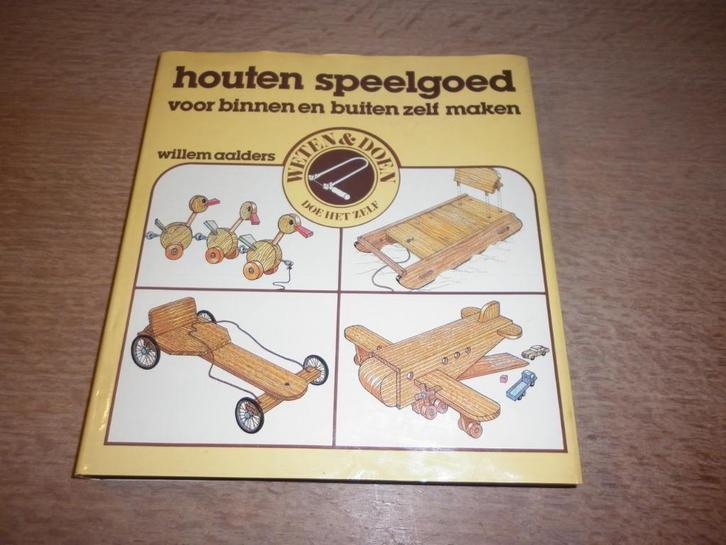 houten speelgoed
voor binnen en buiten zelf maken
willem aalders
WETEN & DOEN
DOE HET ZELF